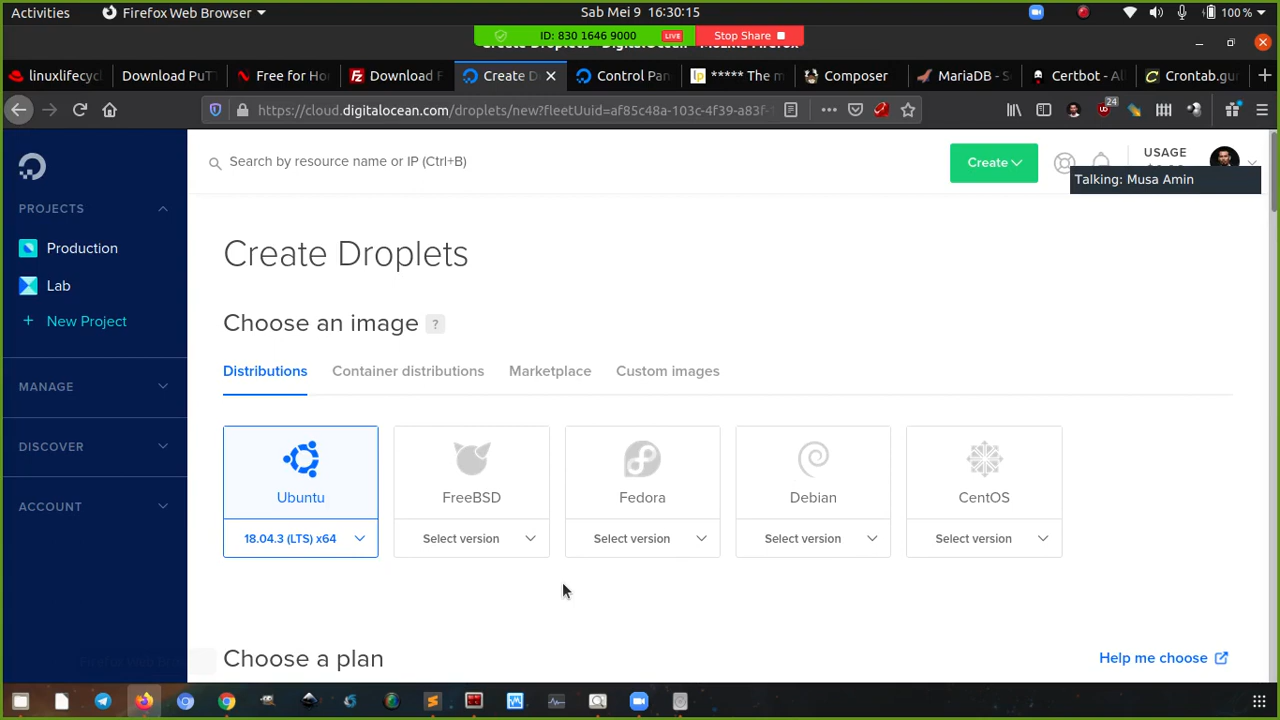 Activities
Firefox Web Browser
Sab Mei 9 16:30:15
100 %
ID: 830 1646 9000
LIVE
Stop Share
linuxlifecycl
Download PuT
Free for Ho
Download F
Create D
Control Pan
***** The m
Composer
MariaDB - S
Certbot - Al
Crontab.gur
https://cloud.digitalocean.com/droplets/new?fleetUuid=af85c48a-103c-4f39-a83f-1
24
Search by resource name or IP (Ctrl+B)
Create
USAGE
Talking: Musa Amin
PROJECTS
Production
Lab
+ New Project
MANAGE
DISCOVER
ACCOUNT
Create Droplets
Choose an image ?
Distributions
Container distributions
Marketplace
Custom images
Ubuntu
FreeBSD
Fedora
Debian
CentOS
18.04.3 (LTS) x64
Select version
Select version
Select version
Select version
Choose a plan
Help me choose